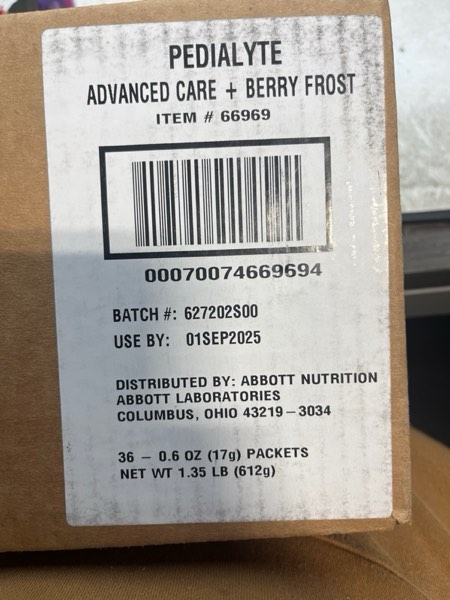 PEDIALYTE
ADVANCED CARE + BERRY FROST
ITEM # 66969
00070074669694
BATCH #: 627202S00
USE BY: 01SEP2025
DISTRIBUTED BY: ABBOTT NUTRITION
ABBOTT LABORATORIES
COLUMBUS, OHIO 43219-3034
36 – 0.6 OZ (17g) PACKETS
NET WT 1.35 LB (612g)